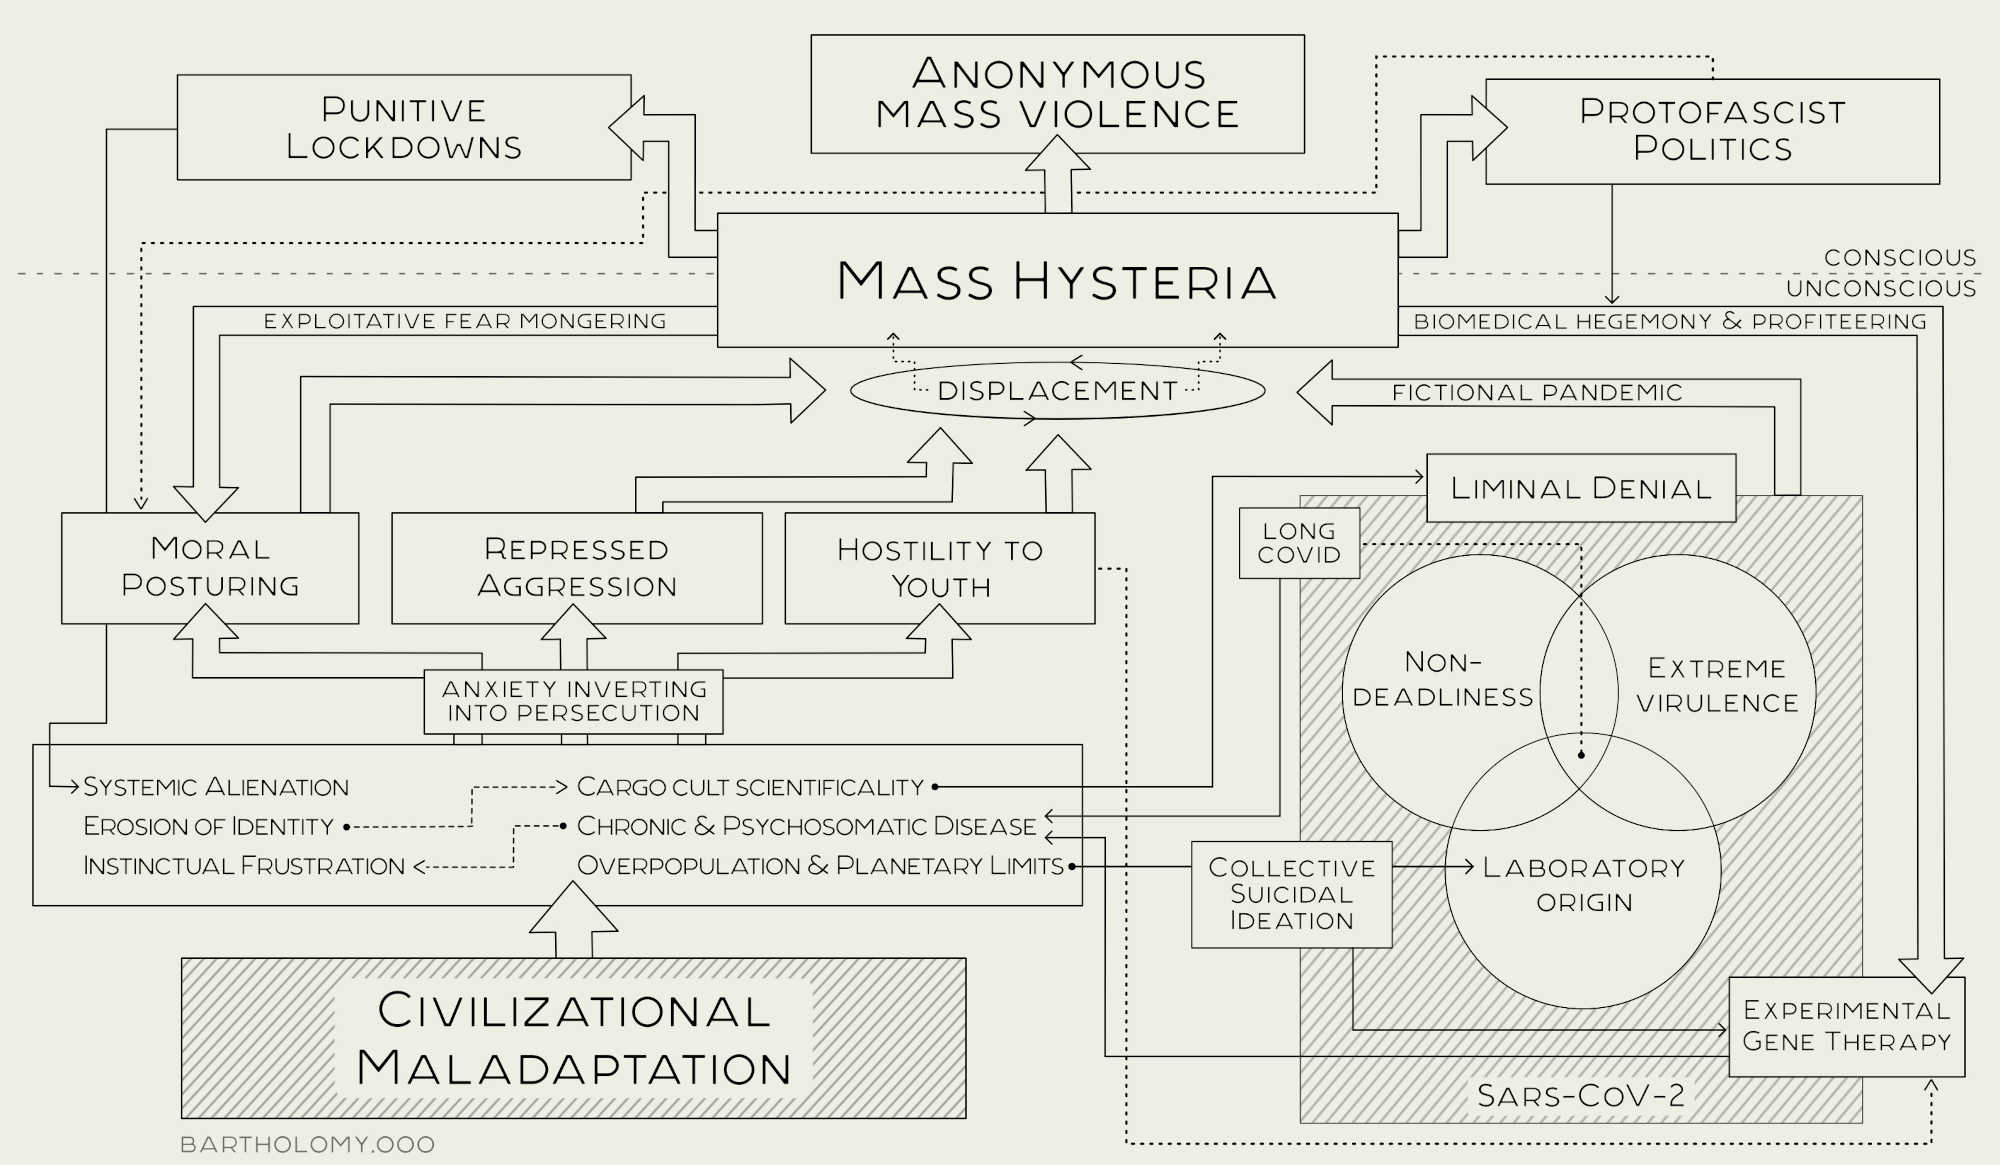 ANONYMOUS
MASS VIOLENCE
PUNITIVE
LOCKDOWNS
PROTOFASCIST
POLITICS
MASS HYSTERIA
CONSCIOUS
UNCONSCIOUS
EXPLOITATIVE FEAR MONGERING
BIOMEDICAL HEGEMONY & PROFITEERING
DISPLACEMENT
FICTIONAL PANDEMIC
LIMINAL DENIAL
LONG
COVID
MORAL
POSTURING
REPRESSED
AGGRESSION
HOSTILITY TO
YOUTH
NON-
DEADLINESS
EXTREME
VIRULENCE
ANXIETY INVERTING
INTO PERSECUTION
SYSTEMIC ALIENATION
EROSION OF IDENTITY
INSTINCTUAL FRUSTRATION
CARGO CULT SCIENTIFICALITY
CHRONIC & PSYCHOSOMATIC DISEASE
OVERPOPULATION & PLANETARY LIMITS
COLLECTIVE
SUICIDAL
IDEATION
LABORATORY
ORIGIN
CIVILIZATIONAL
MALADAPTATION
EXPERIMENTAL
GENE THERAPY
SARS-COV-2
BARTHOLOMY.OOO